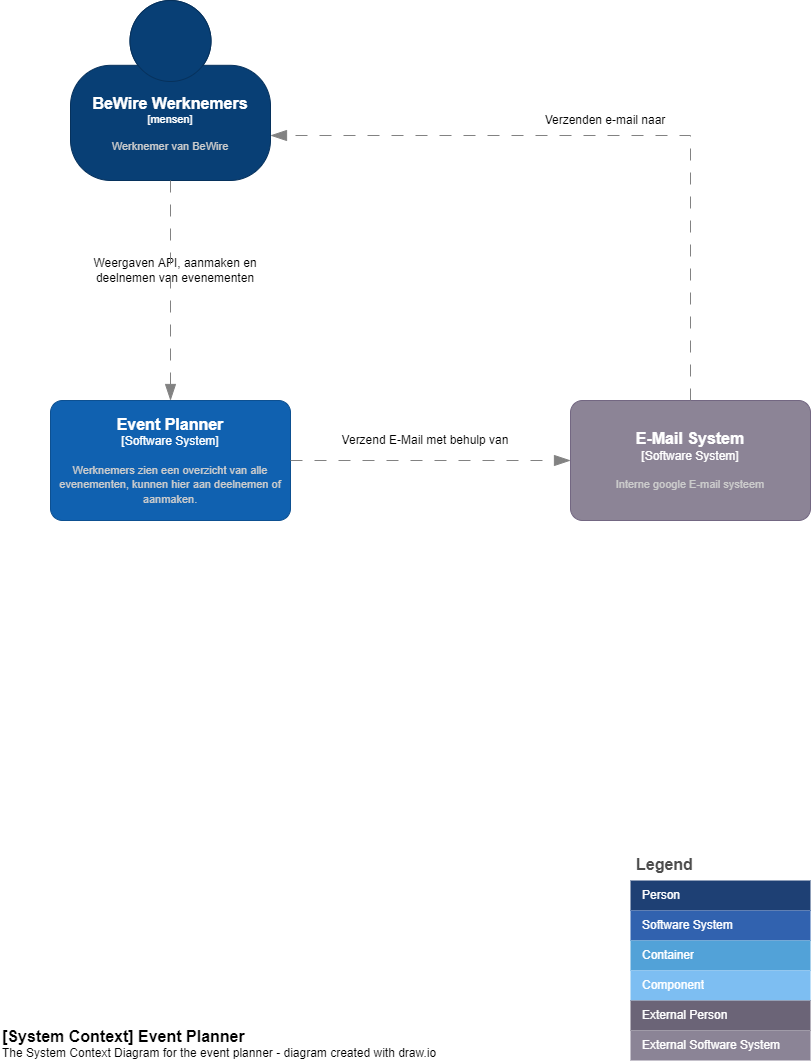 BeWire Werknemers
[mensen]
Werknemer van BeWire
Verzenden e-mail naar
Weergaven API, aanmaken en
deelnemen van evenementen
Event Planner
[Software System]
Werknemers zien een overzicht van alle
evenementen, kunnen hier aan deelnemen of
aanmaken.
Verzend E-Mail met behulp van
E-Mail System
[Software System]
Interne google E-mail systeem
Legend
Person
Software System
Container
Component
External Person
External Software System
[System Context] Event Planner
The System Context Diagram for the event planner - diagram created with draw.io